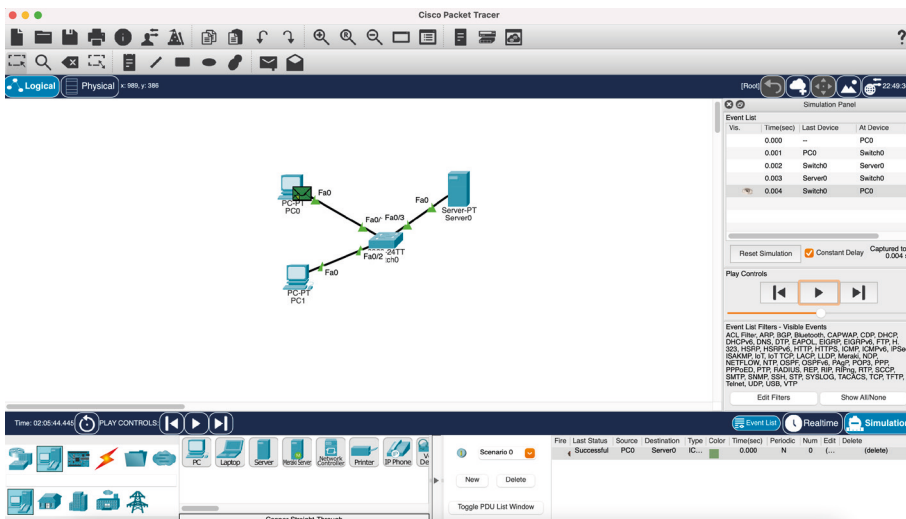 Cisco Packet Tracer
?
Logical
Physical
x: 989, y: 386
[Root]
22:49:3
Simulation Panel
Event List
Vis. Time(sec) Last Device At Device
0.000 -- PC0
0.001 PC0 Switch0
0.002 Switch0 Server0
0.003 Server0 Switch0
0.004 Switch0 PC0
Fa0
PC-PT
PC0
Fa0
Server-PT
Server0
Fa0/3
-24TT
Fa0/2
Fa0
PC-PT
PC1
Reset Simulation
Constant Delay
Captured to
0.004 s
Play Controls
Event List Filters - Visible Events
ACL Filter, ARP, BGP, Bluetooth, CAPWAP, CDP, DHCP,
DHCPv6, DNS, DTP, EAPOL, EIGRP, EIGRPv6, FTP, H.
323, HSRP, HSRPv6, HTTP, HTTPS, ICMP, ICMPv6, IPSe
ISAKMP, IoT, IoT TCP, LACP, LLDP, Meraki, NDP,
NETFLOW, NTP, OSPF, OSPFv6, PAgP, POP3, PPP,
PPPoED, PTP, RADIUS, REP, RIP, RIPng, RTP, SCCP,
SMTP, SNMP, SSH, STP, SYSLOG, TACACS, TCP, TFTP,
Telnet, UDP, USB, VTP
Edit Filters
Show All/None
Time: 02:05:44.445
PLAY CONTROLS:
Event List
Realtime
Simulation
PC
Laptop
Server
Meraki Server
Network
Controller
Printer
IP Phone
Scenario 0
New
Delete
Toggle PDU List Window
Fire Last Status Source Destination Type Color Time(sec) Periodic Num Edit Delete
Successful PC0 Server0 IC... 0.000 N 0 (... (delete)